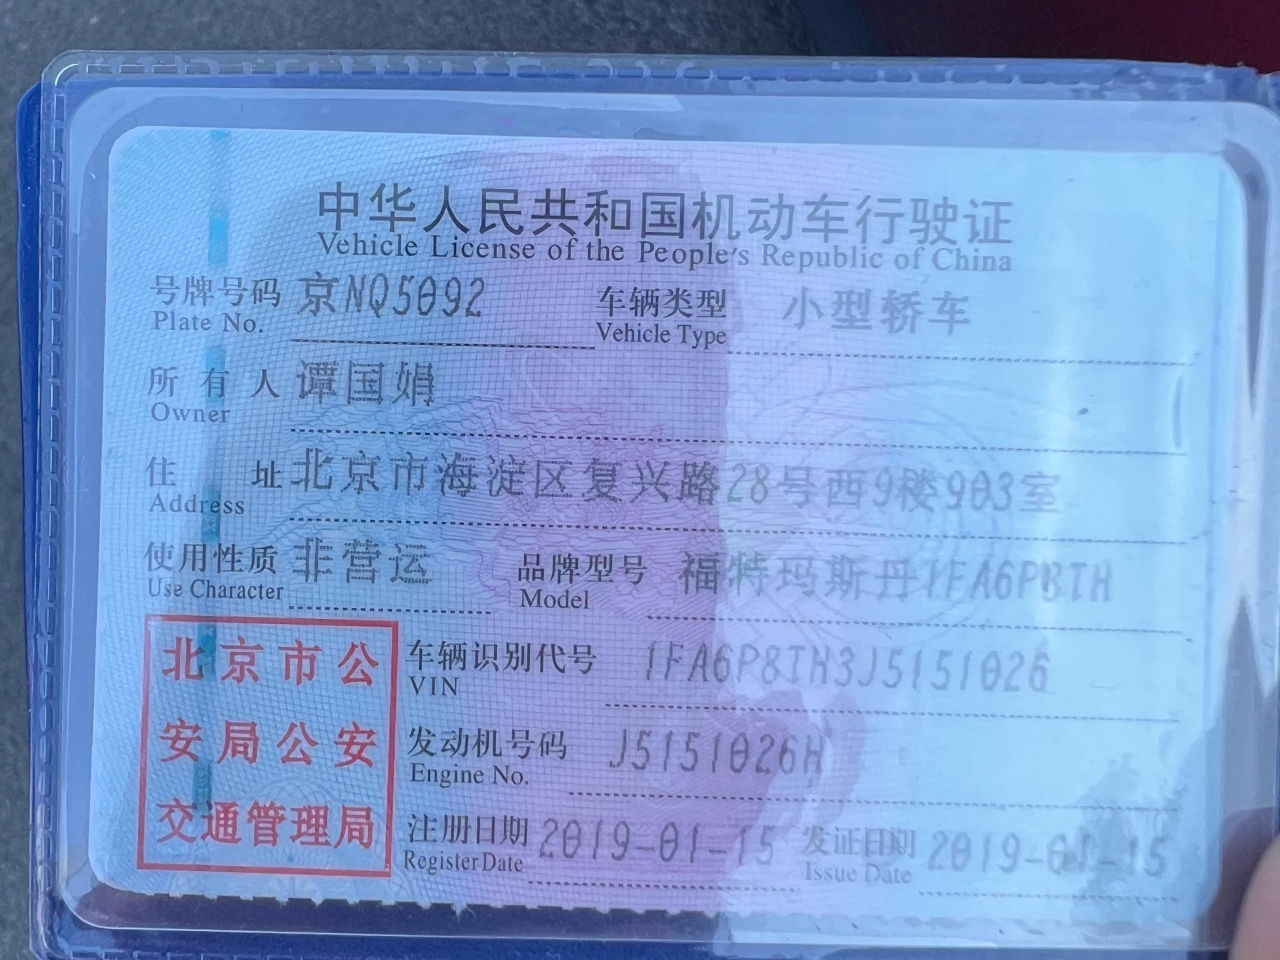 中华人民共和国机动车行驶证
Vehicle License of the People's Republic of China
号牌号码 京NQ5092 车辆类型 小型轿车
Plate No. Vehicle Type
所有人 谭国娟
Owner
住址 北京市海淀区复兴路28号西9楼903室
Address
使用性质 非营运 品牌型号 福特玛斯丹1FA6P8TH
Use Character Model
北京市公
安局公安
交通管理局
车辆识别代号 1FA6P8TH3J5151026
VIN
发动机号码 J5151026H
Engine No.
注册日期 2019-01-15 发证日期 2019-01-15
Register Date Issue Date